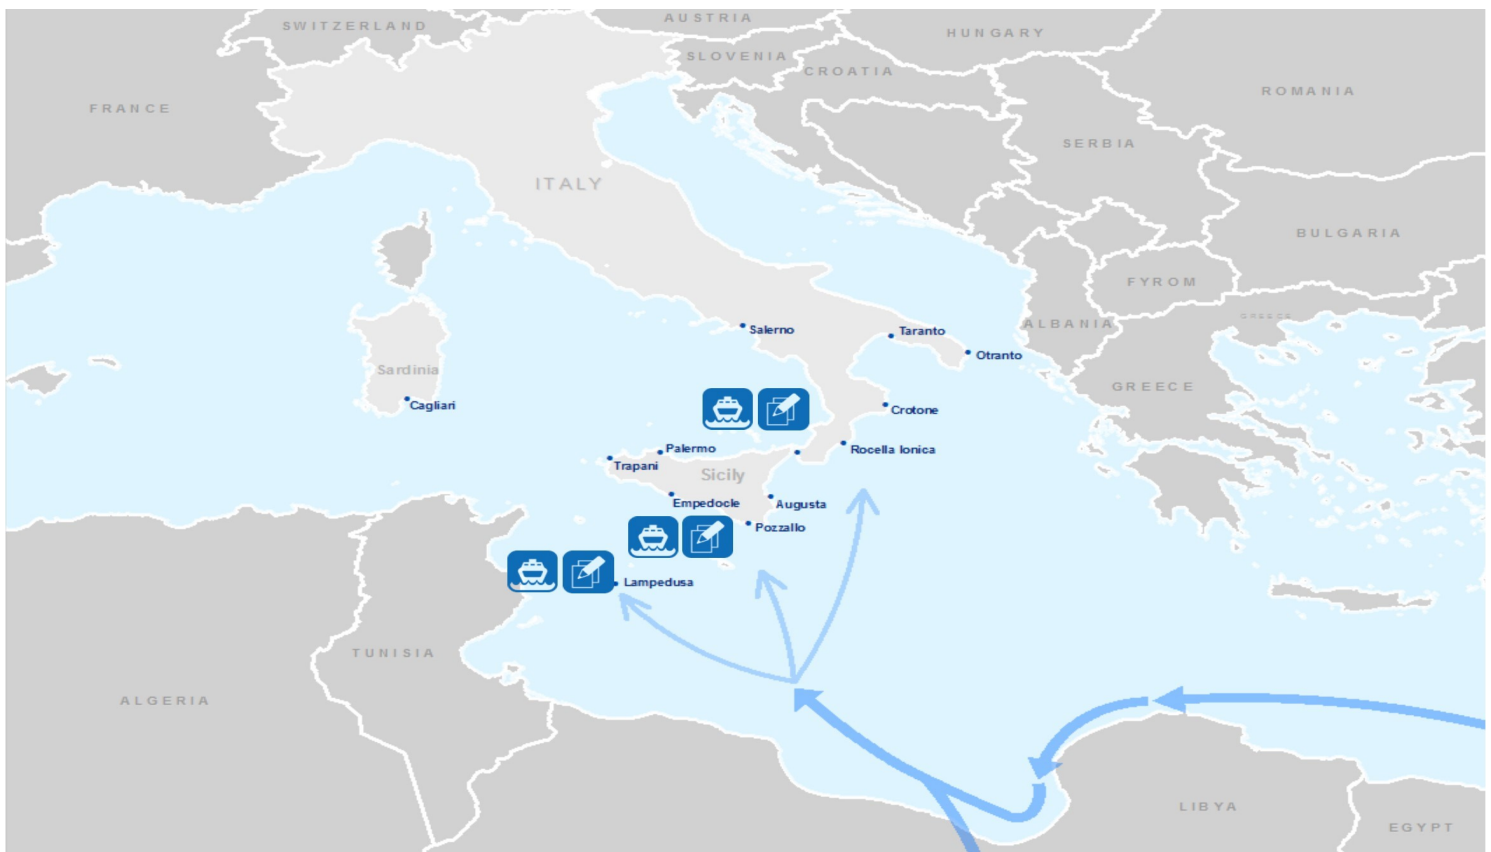 SWITZERLAND
AUSTRIA
HUNGARY
SLOVENIA
CROATIA
ROMANIA
FRANCE
SERBIA
ITALY
BULGARIA
FYROM
GREECE
ALBANIA
Salerno
Taranto
Otranto
Sardinia
GREECE
Cagliari
Crotone
Palermo
Rocella Ionica
Trapani
Sicily
Empedocle
Augusta
Pozzallo
Lampedusa
TUNISIA
ALGERIA
LIBYA
EGYPT